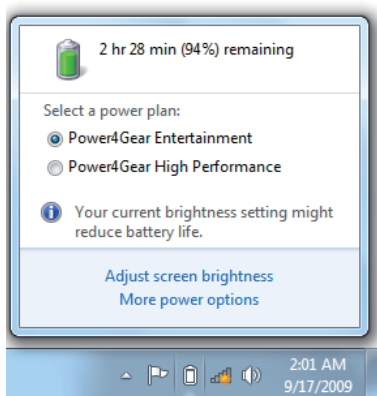 2 hr 28 min (94%) remaining
Select a power plan:
Power4Gear Entertainment
Power4Gear High Performance
Your current brightness setting might
reduce battery life.
Adjust screen brightness
More power options
2:01 AM
9/17/2009